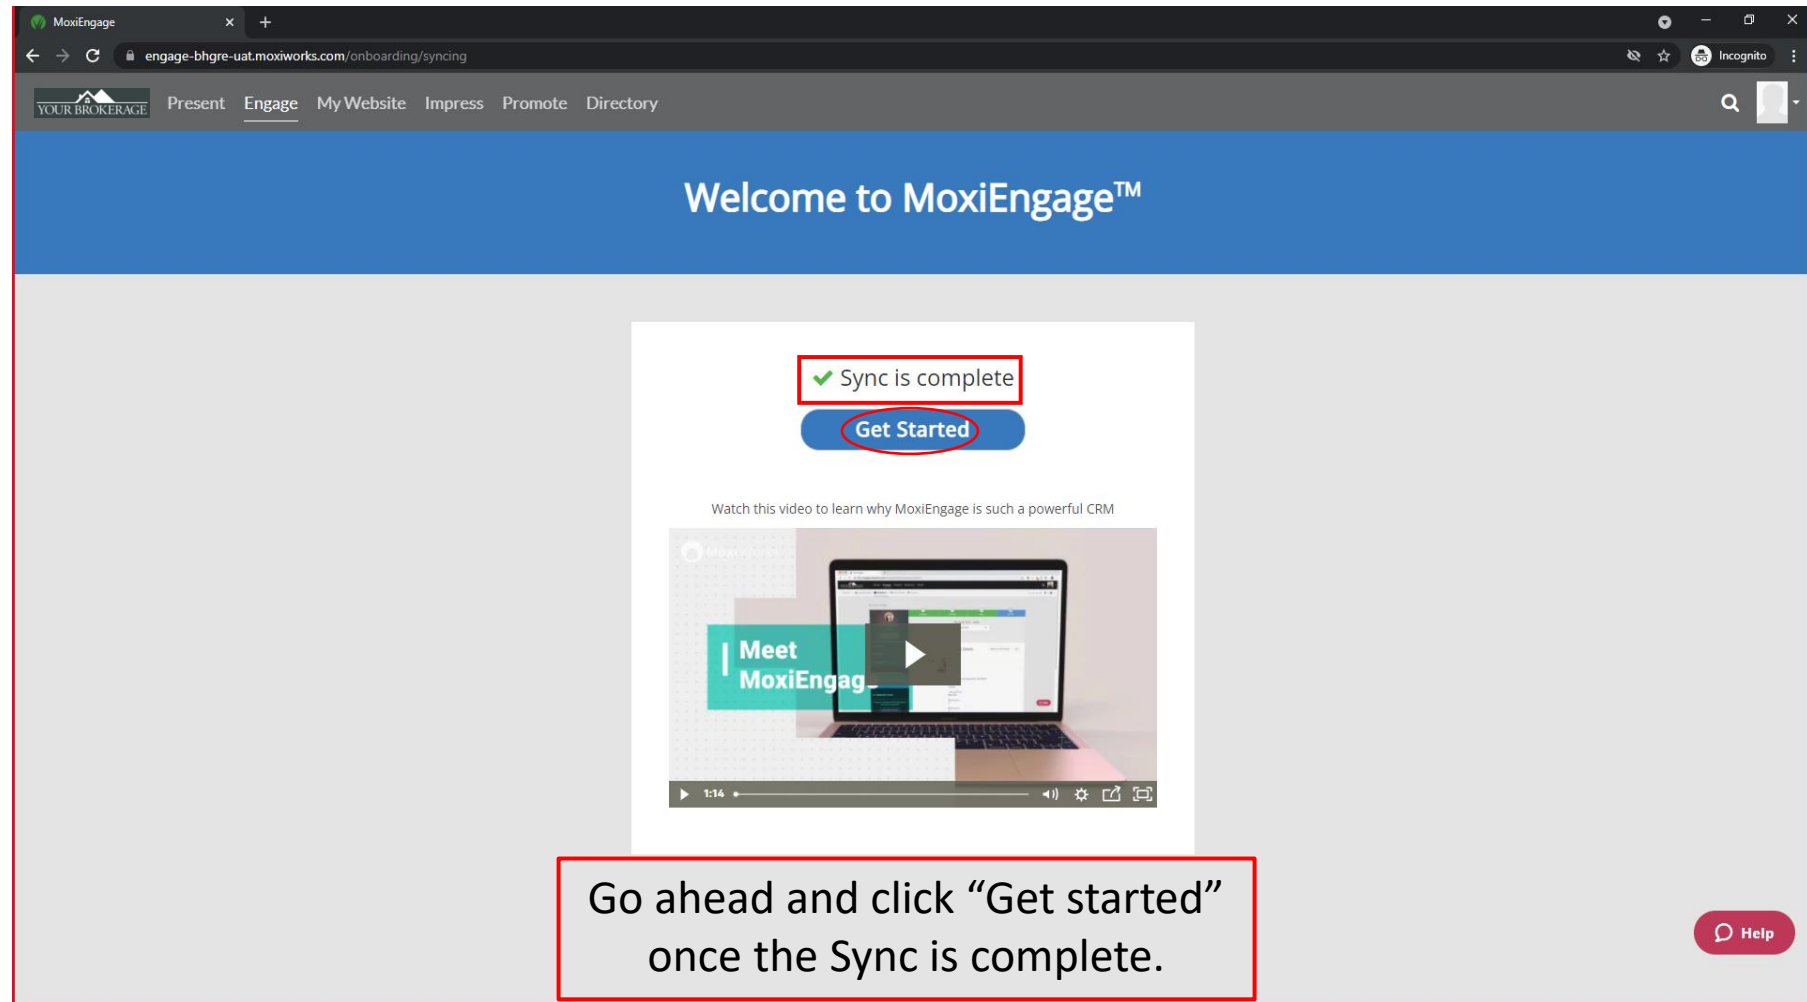 MoxiEngage
engage-bhgre-uat.moxiworks.com/onboarding/syncing
Incognito
YOUR BROKERAGE
Present Engage My Website Impress Promote Directory
Welcome to MoxiEngage™
Sync is complete
Get Started
Watch this video to learn why MoxiEngage is such a powerful CRM
Meet
MoxiEngage
1:14
Go ahead and click “Get started”
once the Sync is complete.
Help